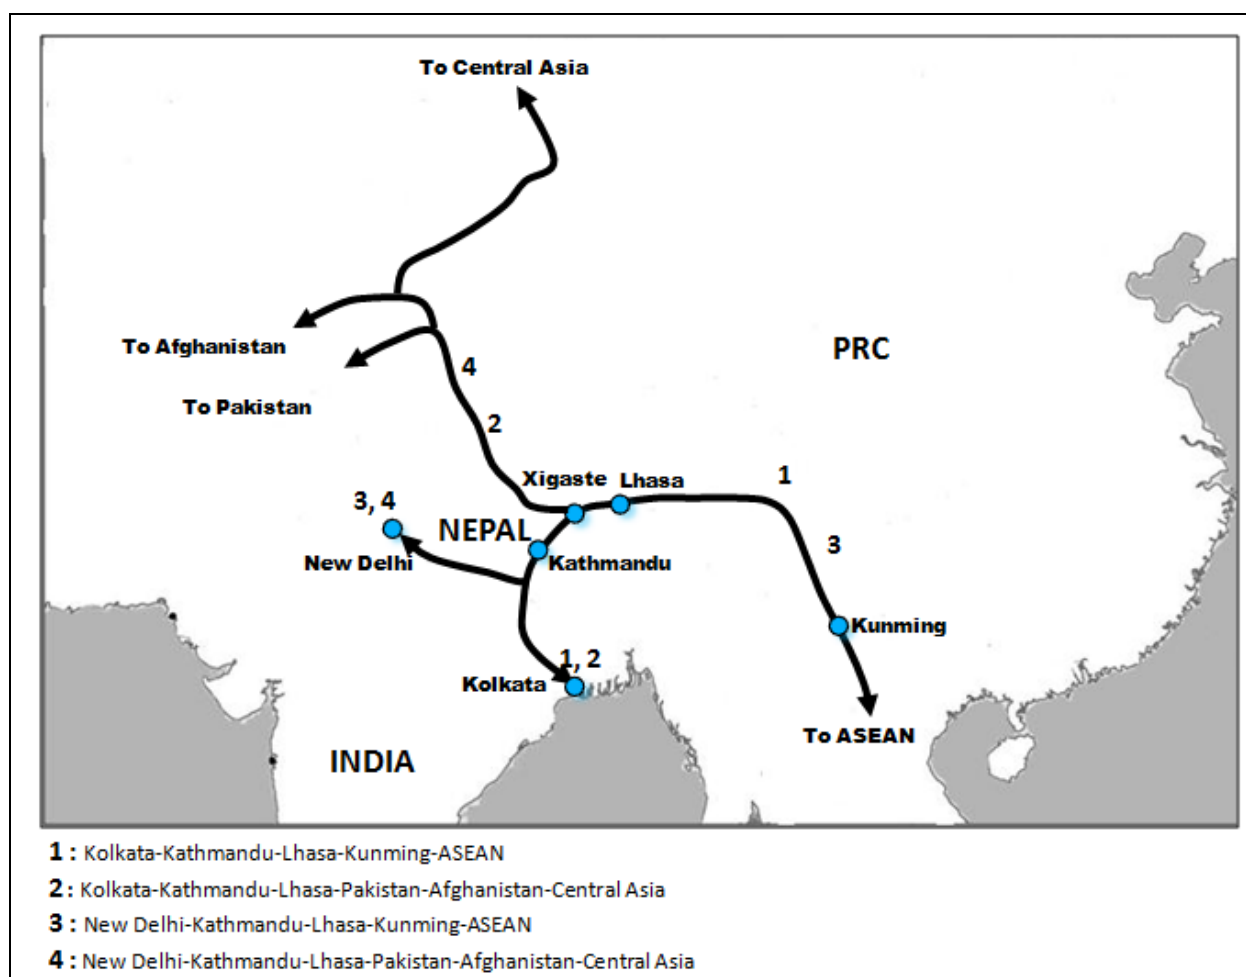 To Central Asia
To Afghanistan
PRC
4
To Pakistan
2
Xigaste
Lhasa
1
3, 4
NEPAL
3
New Delhi
Kathmandu
Kunming
1, 2
Kolkata
To ASEAN
INDIA
1 : Kolkata-Kathmandu-Lhasa-Kunming-ASEAN
2 : Kolkata-Kathmandu-Lhasa-Pakistan-Afghanistan-Central Asia
3 : New Delhi-Kathmandu-Lhasa-Kunming-ASEAN
4 : New Delhi-Kathmandu-Lhasa-Pakistan-Afghanistan-Central Asia